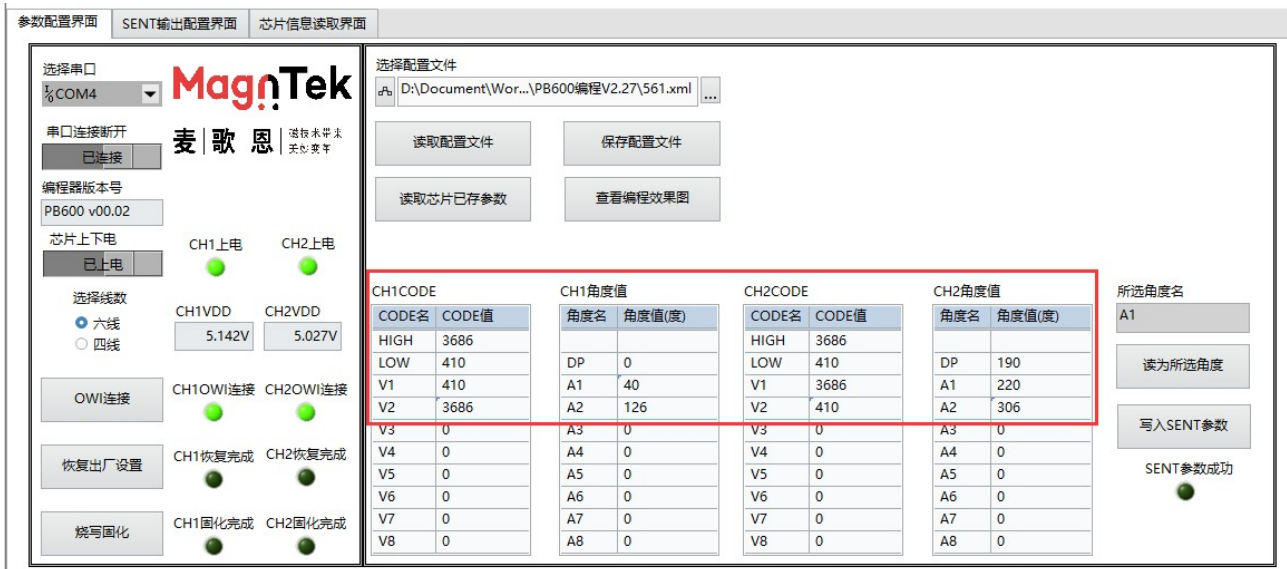 参数配置界面 SENT输出配置界面 芯片信息读取界面
选择串口
COM4
MagnTek
麦|歌 恩
串口连接断开
已连接
编程器版本号
PB600 v00.02
芯片上下电 CH1上电 CH2上电
已上电
选择线数
六线
四线
CH1VDD CH2VDD
5.142V 5.027V
OWI连接 CH1OWI连接 CH2OWI连接
恢复出厂设置 CH1恢复完成 CH2恢复完成
烧写固化 CH1固化完成 CH2固化完成
选择配置文件
D:\Document\Wor...\PB600编程V2.27\561.xml ...
读取配置文件 保存配置文件
读取芯片已存参数 查看编程效果图
CH1CODE CH1角度值 CH2CODE CH2角度值
CODE名 CODE值 角度名 角度值(度) CODE名 CODE值 角度名 角度值(度)
HIGH 3686 HIGH 3686
LOW 410 DP 0 LOW 410 DP 190
V1 410 A1 40 V1 3686 A1 220
V2 3686 A2 126 V2 410 A2 306
V3 0 A3 0 V3 0 A3 0
V4 0 A4 0 V4 0 A4 0
V5 0 A5 0 V5 0 A5 0
V6 0 A6 0 V6 0 A6 0
V7 0 A7 0 V7 0 A7 0
V8 0 A8 0 V8 0 A8 0
所选角度名
A1
读为所选角度
写入SENT参数
SENT参数成功